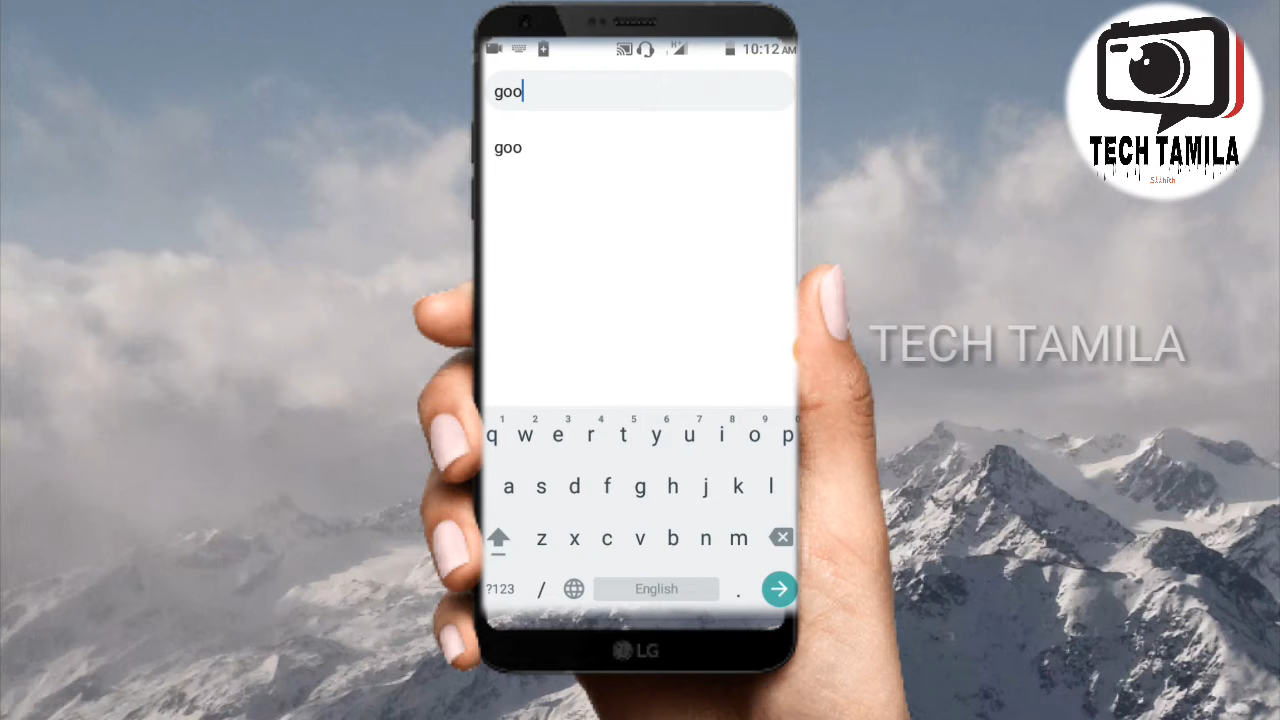 10:12 AM
goo
goo
1 2 3 4 5 6 7 8 9 0
q w e r t y u i o p
a s d f g h j k l
z x c v b n m
?123 / English .
LG
TECH TAMILA
TECH TAMILA